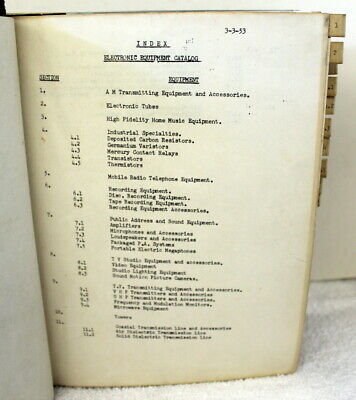 3-3-53
INDEX
ELECTRONIC EQUIPMENT CATALOG
SECTION EQUIPMENT
1. A M Transmitting Equipment and Accessories.
2. Electronic Tubes
3. High Fidelity Home Music Equipment.
4. Industrial Specialties.
4.1 Deposited Carbon Resistors.
4.2 Germanium Varistors
4.3 Mercury Contact Relays
4.4 Transistors
4.5 Thermistors
5. Mobile Radio Telephone Equipment.
6. Recording Equipment.
6.1 Disc. Recording Equipment.
6.2 Tape Recording Equipment.
6.3 Recording Equipment Accessories.
7. Public Address and Sound Equipment.
7.1 Amplifiers
7.2 Microphones and Accessories
7.3 Loudspeakers and Accessories
7.4 Packaged P.A. Systems
7.5 Portable Electric Megaphones
8. T V Studio Equipment and Accessories.
8.1 Video Equipment
8.2 Studio Lighting Equipment
8.3 Sound Motion Picture Cameras.
9. T.V. Transmitting Equipment and Accessories.
9.1 V H F Transmitters and Accessories.
9.2 U H F Transmitters and Accessories.
9.3 Frequency and Modulation Monitors.
9.4 Microwave Equipment
10. Towers
11. Coaxial Transmission Line and Accessories
11.1 Air Dielectric Transmission Line
11.2 Solid Dielectric Transmission Line
1
2